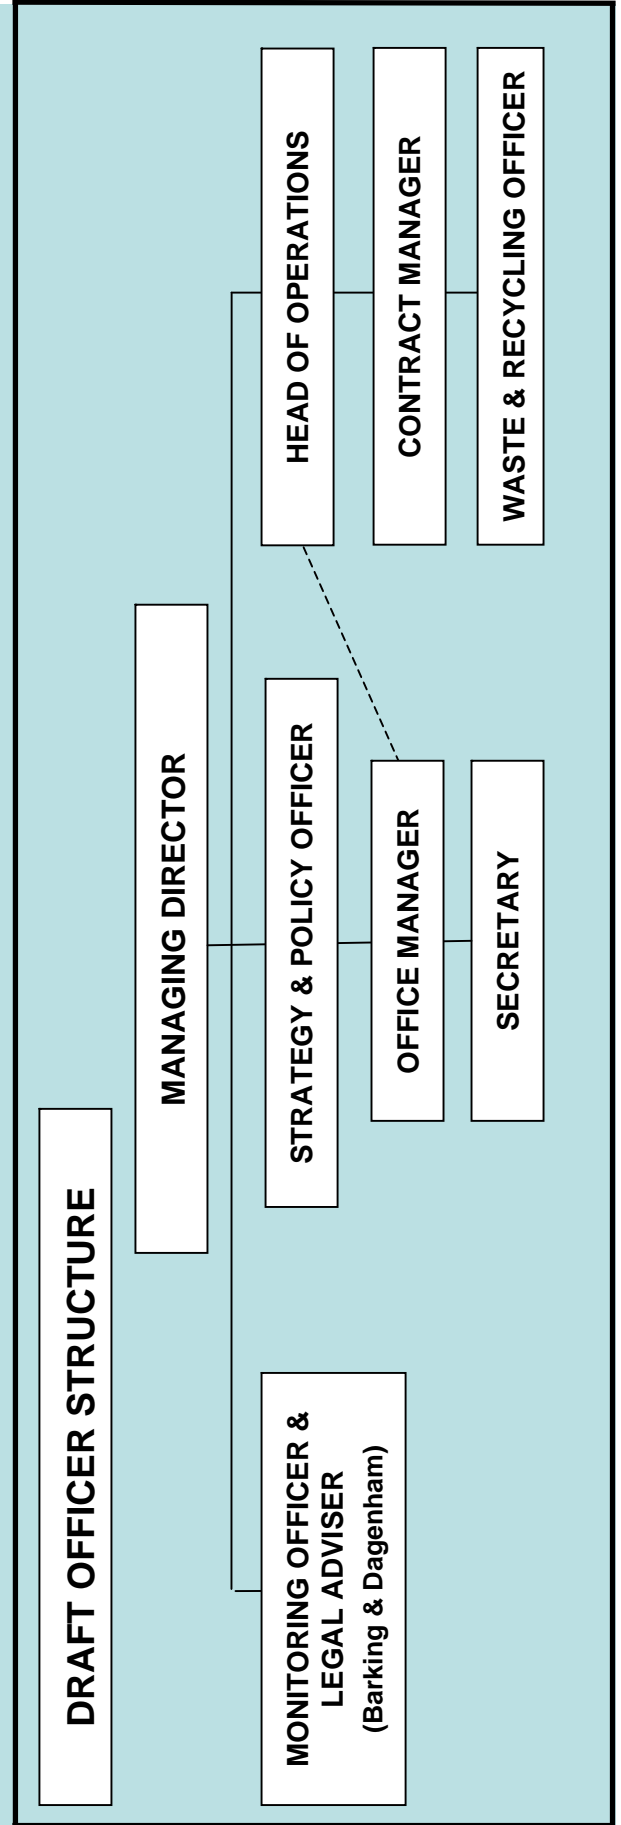 DRAFT OFFICER STRUCTURE
MANAGING DIRECTOR
MONITORING OFFICER &
LEGAL ADVISER
(Barking & Dagenham)
STRATEGY & POLICY OFFICER
HEAD OF OPERATIONS
OFFICE MANAGER
CONTRACT MANAGER
SECRETARY
WASTE & RECYCLING OFFICER